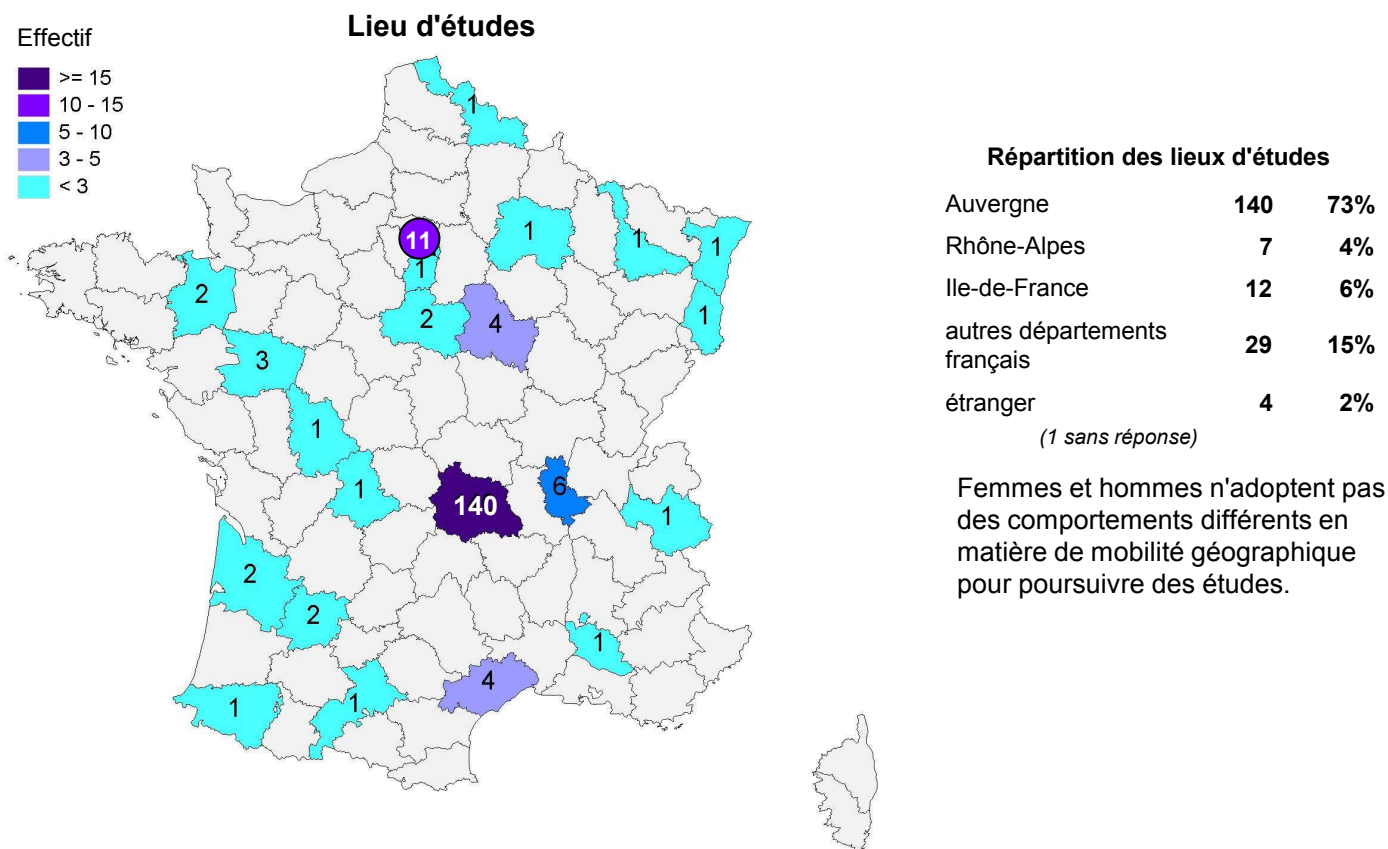 Lieu d'études
Effectif
>= 15
10 - 15
5 - 10
3 - 5
< 3
1
11
1
1
1
1
1
2
2
4
3
1
1
140
6
1
2
2
1
4
1
1
Répartition des lieux d'études
Auvergne 140 73%
Rhône-Alpes 7 4%
Ile-de-France 12 6%
autres départements
français 29 15%
étranger 4 2%
(1 sans réponse)
Femmes et hommes n'adoptent pas
des comportements différents en
matière de mobilité géographique
pour poursuivre des études.